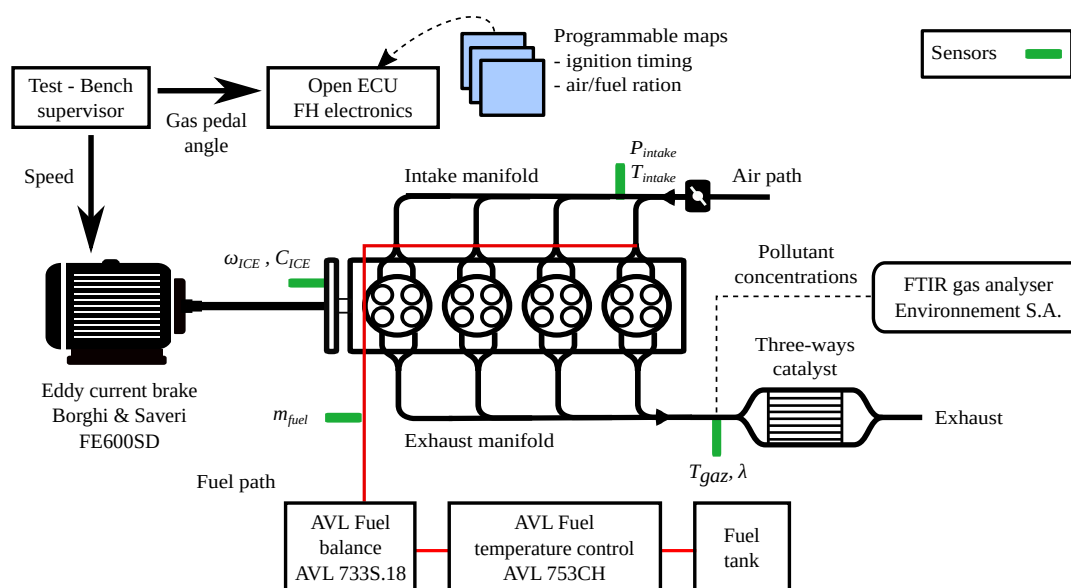 Programmable maps
- ignition timing
- air/fuel ration
Sensors
Test - Bench
supervisor
Open ECU
FH electronics
Gas pedal
angle
Speed
P_intake
T_intake
Intake manifold
Air path
ω_ICE , C_ICE
Pollutant
concentrations
FTIR gas analyser
Environnement S.A.
Three-ways
catalyst
Eddy current brake
Borghi & Saveri
FE600SD
m_fuel
Exhaust manifold
Exhaust
T_gaz, λ
Fuel path
AVL Fuel
balance
AVL 733S.18
AVL Fuel
temperature control
AVL 753CH
Fuel
tank